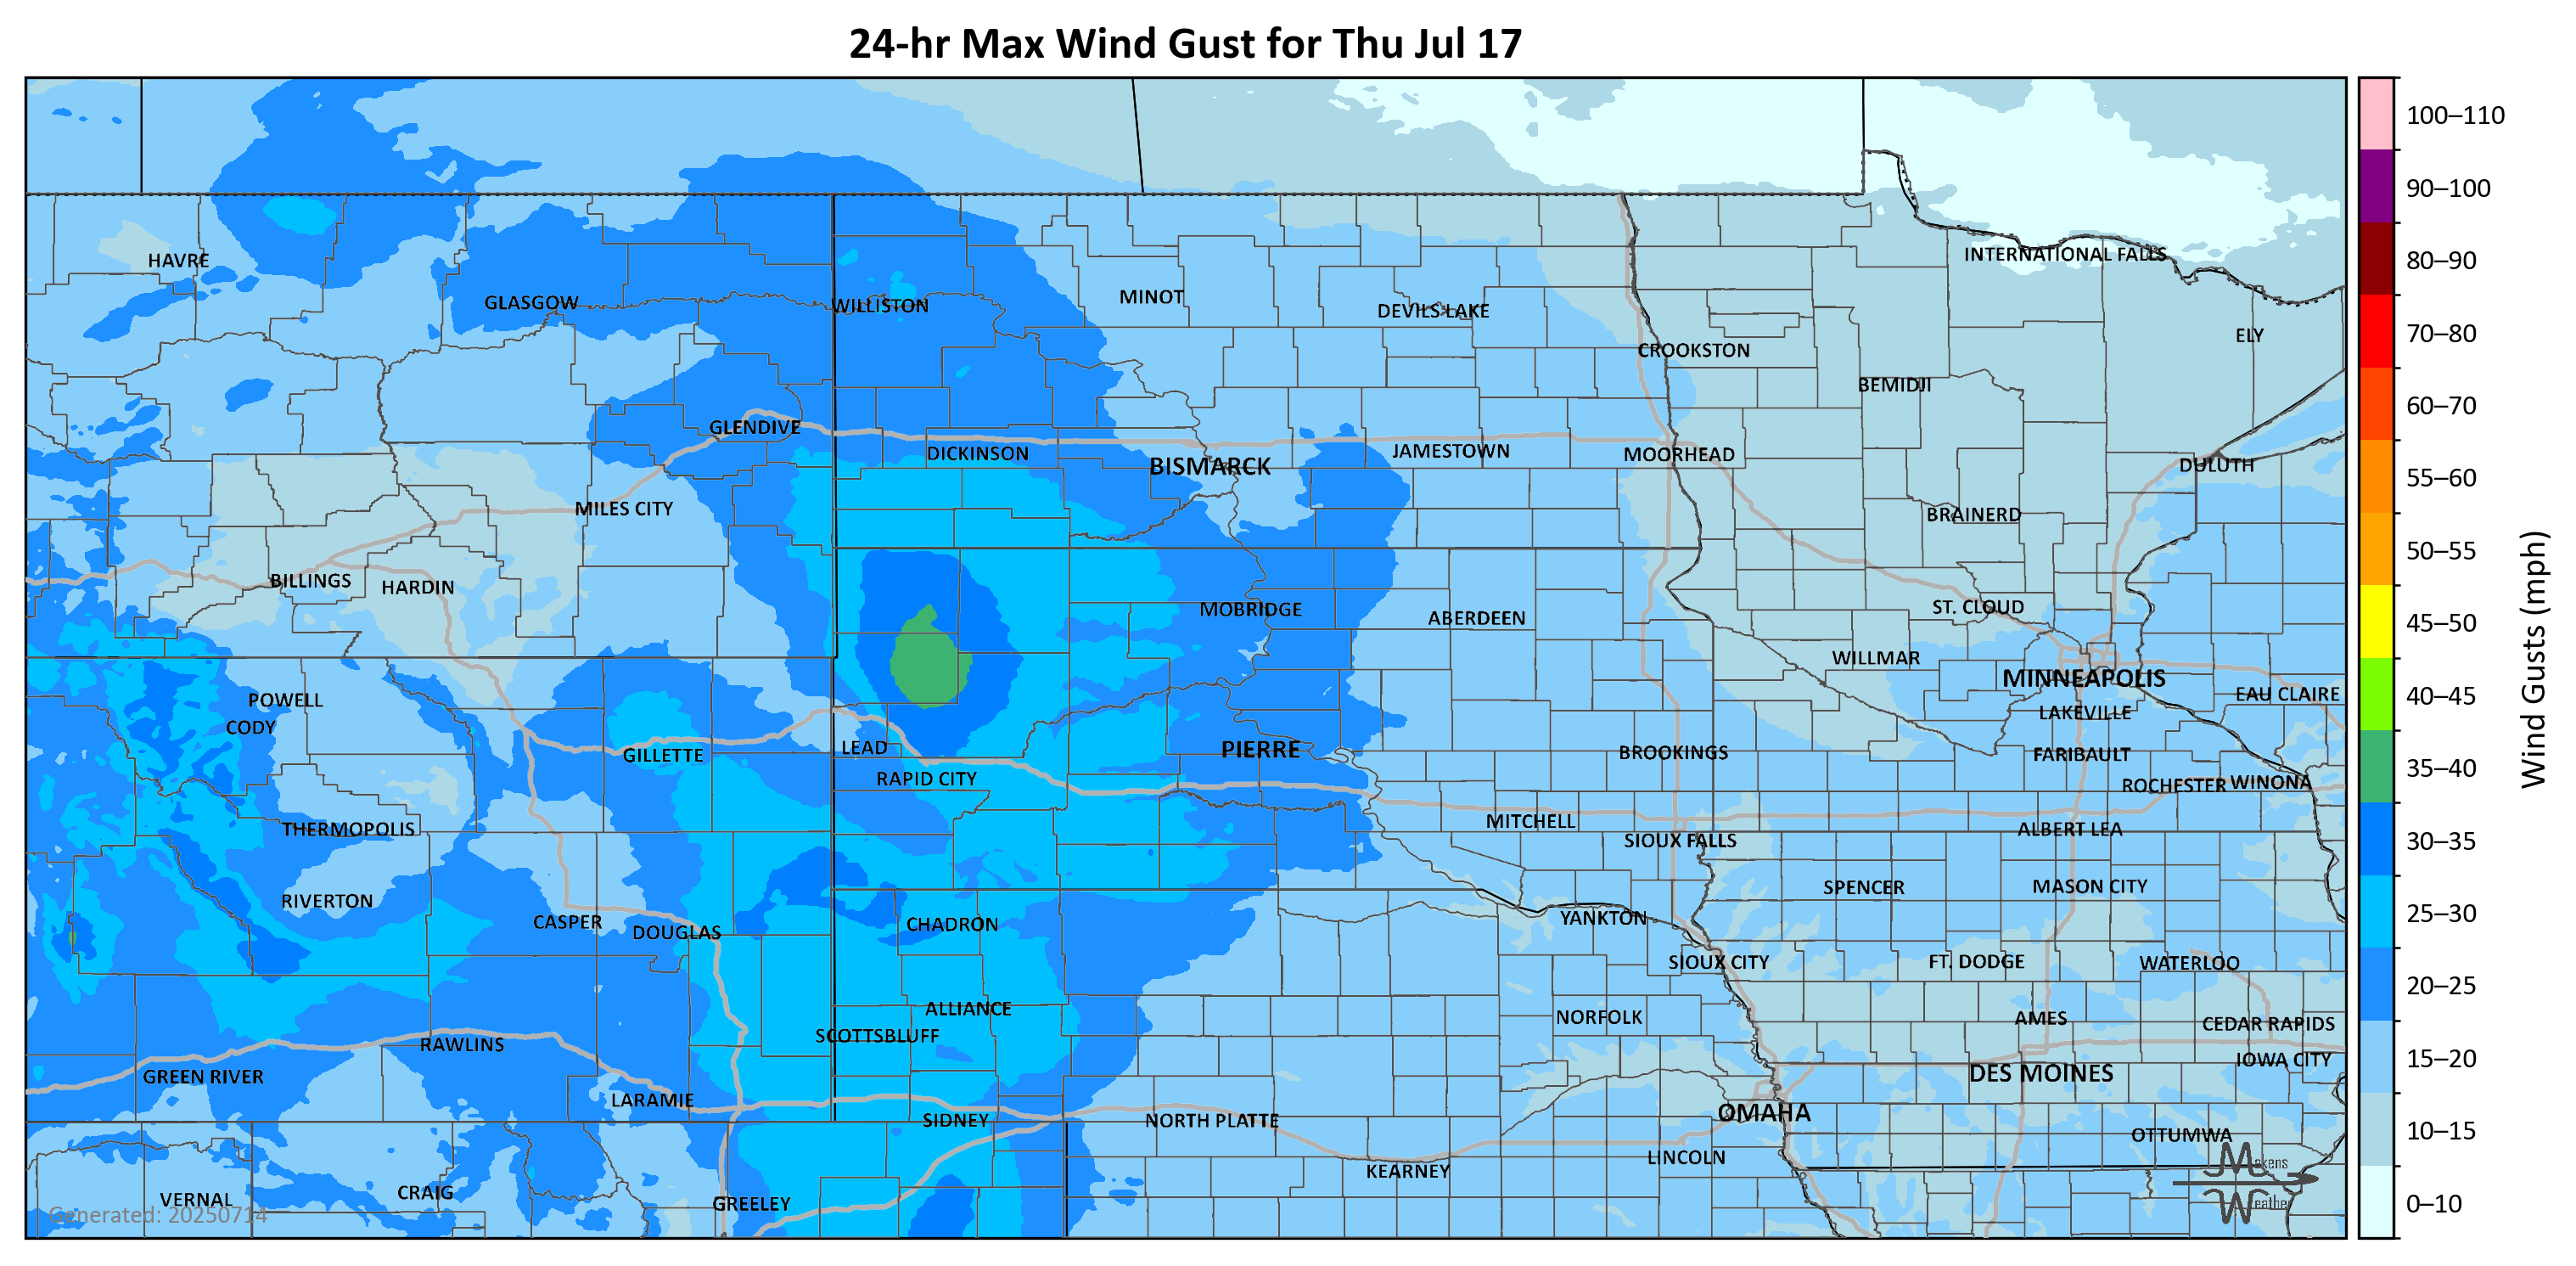 24-hr Max Wind Gust for Thu Jul 17
100–110
90–100
80–90
70–80
60–70
55–60
50–55
45–50
40–45
35–40
30–35
25–30
20–25
15–20
10–15
0–10
Wind Gusts (mph)
HAVRE
GLASGOW
WILLISTON
MINOT
DEVILS LAKE
INTERNATIONAL FALLS
ELY
CROOKSTON
BEMIDJI
GLENDIVE
DICKINSON
BISMARCK
JAMESTOWN
MOORHEAD
DULUTH
MILES CITY
BRAINERD
BILLINGS
HARDIN
MOBRIDGE
ABERDEEN
ST. CLOUD
WILLMAR
MINNEAPOLIS
EAU CLAIRE
POWELL
CODY
LAKEVILLE
GILLETTE
LEAD
PIERRE
BROOKINGS
FARIBAULT
RAPID CITY
ROCHESTER
WINONA
THERMOPOLIS
MITCHELL
SIOUX FALLS
ALBERT LEA
RIVERTON
SPENCER
MASON CITY
CASPER
DOUGLAS
CHADRON
YANKTON
SIOUX CITY
FT. DODGE
WATERLOO
ALLIANCE
NORFOLK
AMES
CEDAR RAPIDS
SCOTTSBLUFF
RAWLINS
IOWA CITY
GREEN RIVER
DES MOINES
LARAMIE
SIDNEY
NORTH PLATTE
OMAHA
OTTUMWA
LINCOLN
KEARNEY
VERNAL
CRAIG
GREELEY
Generated: 20250714
Makens
Weather